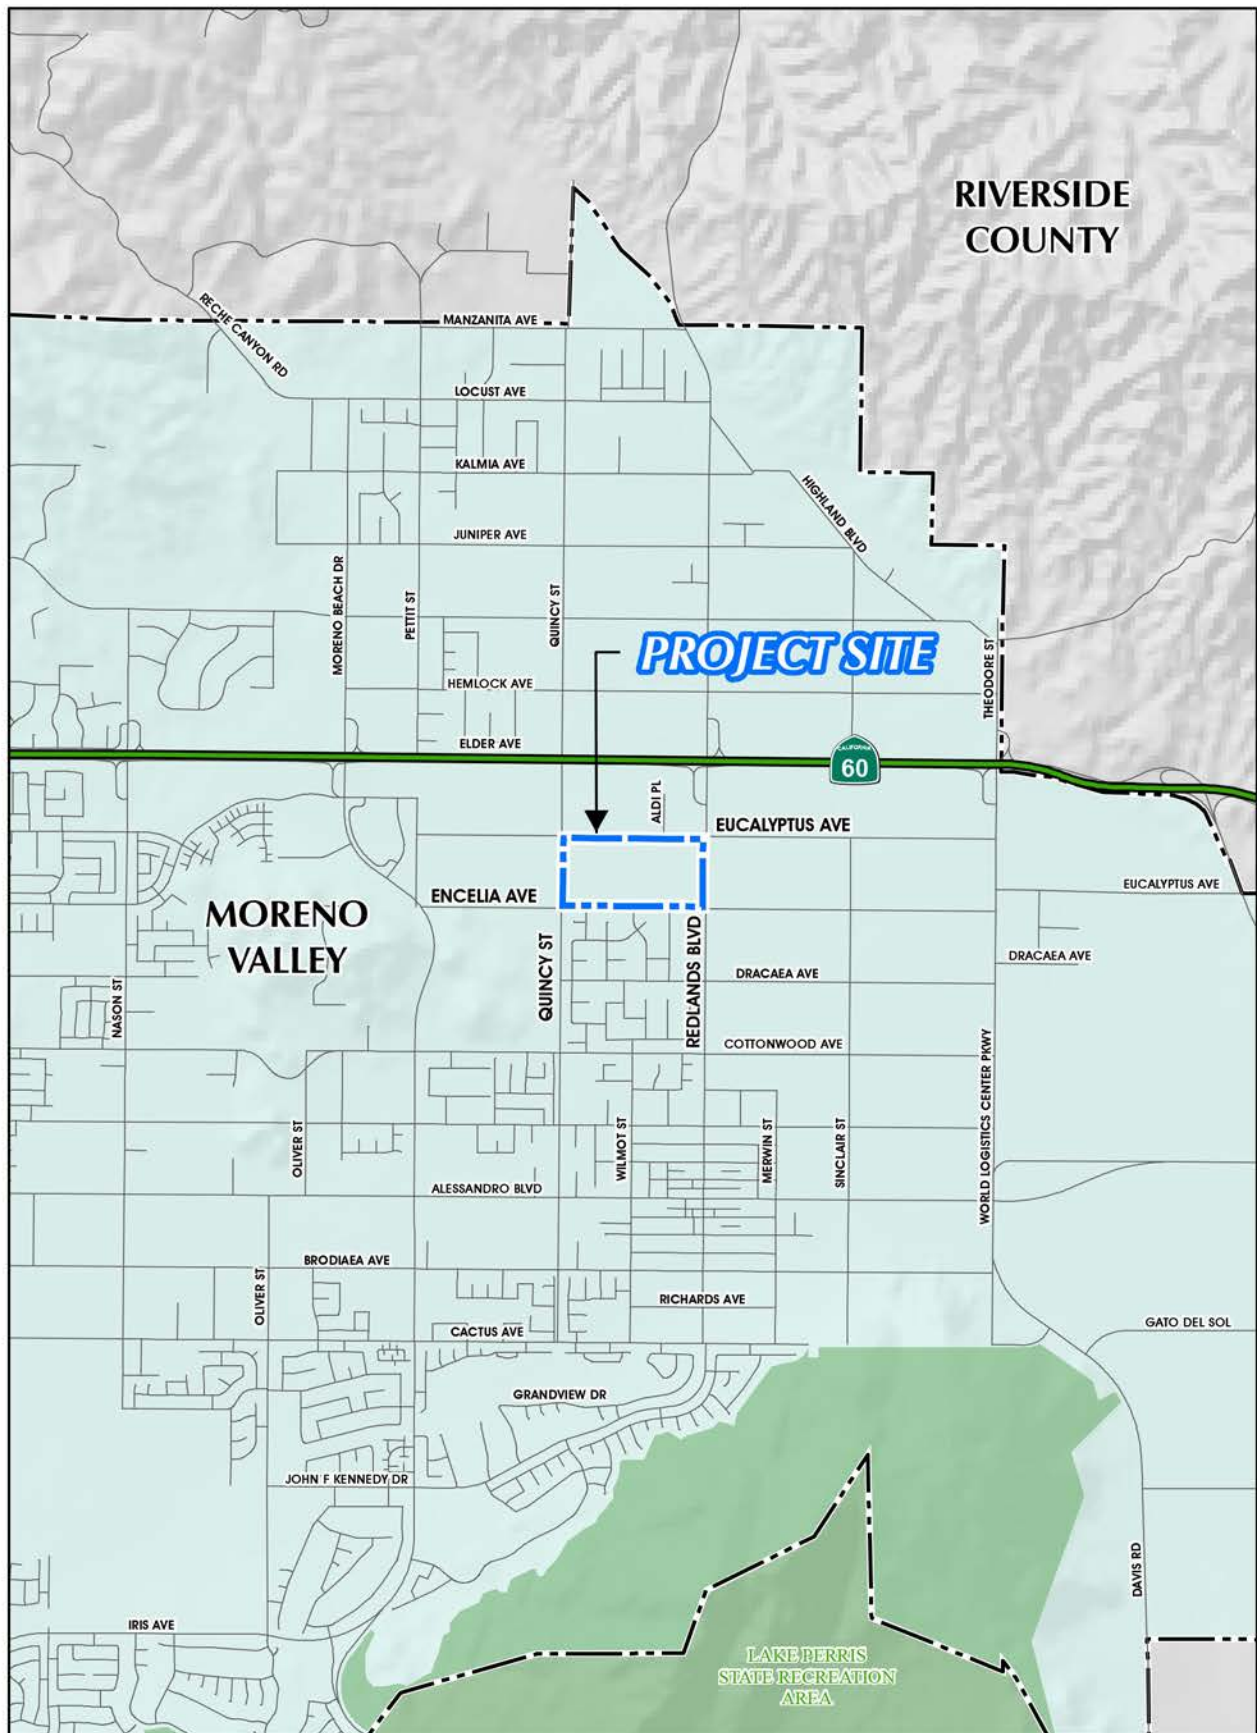 RIVERSIDE
COUNTY
RECHE CANYON RD
MANZANITA AVE
LOCUST AVE
KALMIA AVE
HIGHLAND BLVD
JUNIPER AVE
MORENO BEACH DR
PETTIT ST
QUINCY ST
PROJECT SITE
THEODORE ST
HEMLOCK AVE
ELDER AVE
CALIFORNIA
60
ALDI PL
EUCALYPTUS AVE
EUCALYPTUS AVE
ENCELIA AVE
MORENO
VALLEY
QUINCY ST
REDLANDS BLVD
DRACAEA AVE
DRACAEA AVE
NASON ST
COTTONWOOD AVE
WORLD LOGISTICS CENTER PKWY
OLIVER ST
WILMOT ST
MERWIN ST
SINCLAIR ST
ALESSANDRO BLVD
BRODIAEA AVE
OLIVER ST
RICHARDS AVE
CACTUS AVE
GATO DEL SOL
GRANDVIEW DR
JOHN F KENNEDY DR
DAVIS RD
IRIS AVE
LAKE PERRIS
STATE RECREATION
AREA